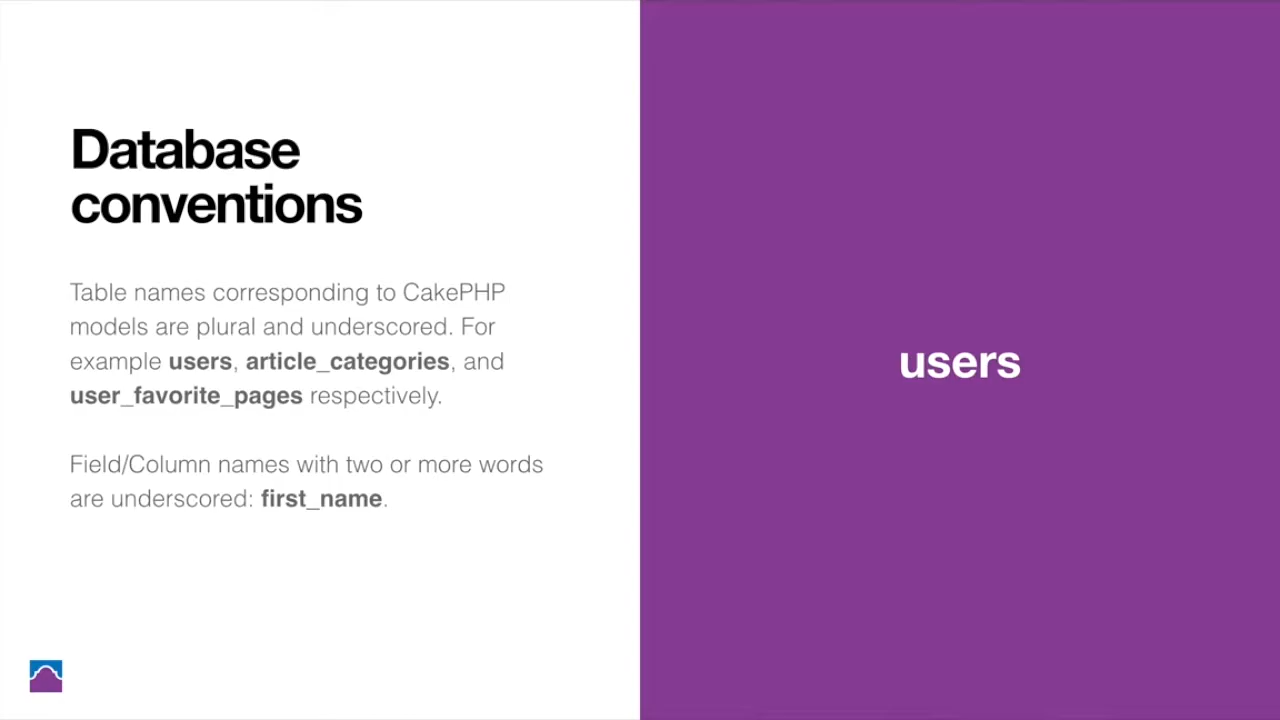 Database
conventions
Table names corresponding to CakePHP
models are plural and underscored. For
example users, article_categories, and
user_favorite_pages respectively.
Field/Column names with two or more words
are underscored: first_name.
users